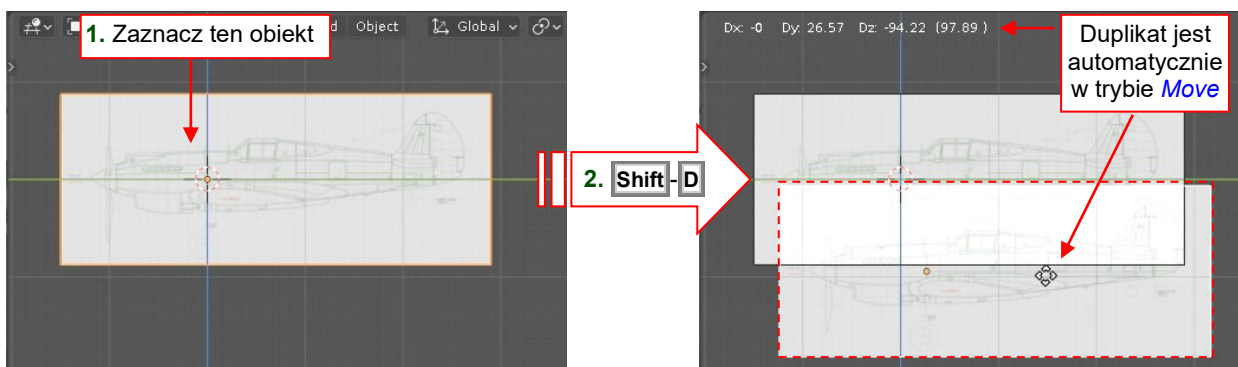 1. Zaznacz ten obiekt
d Object Global
2. Shift - D
Dx: -0 Dy: 26.57 Dz: -94.22 (97.89 )
Duplikat jest
automatycznie
w trybie Move